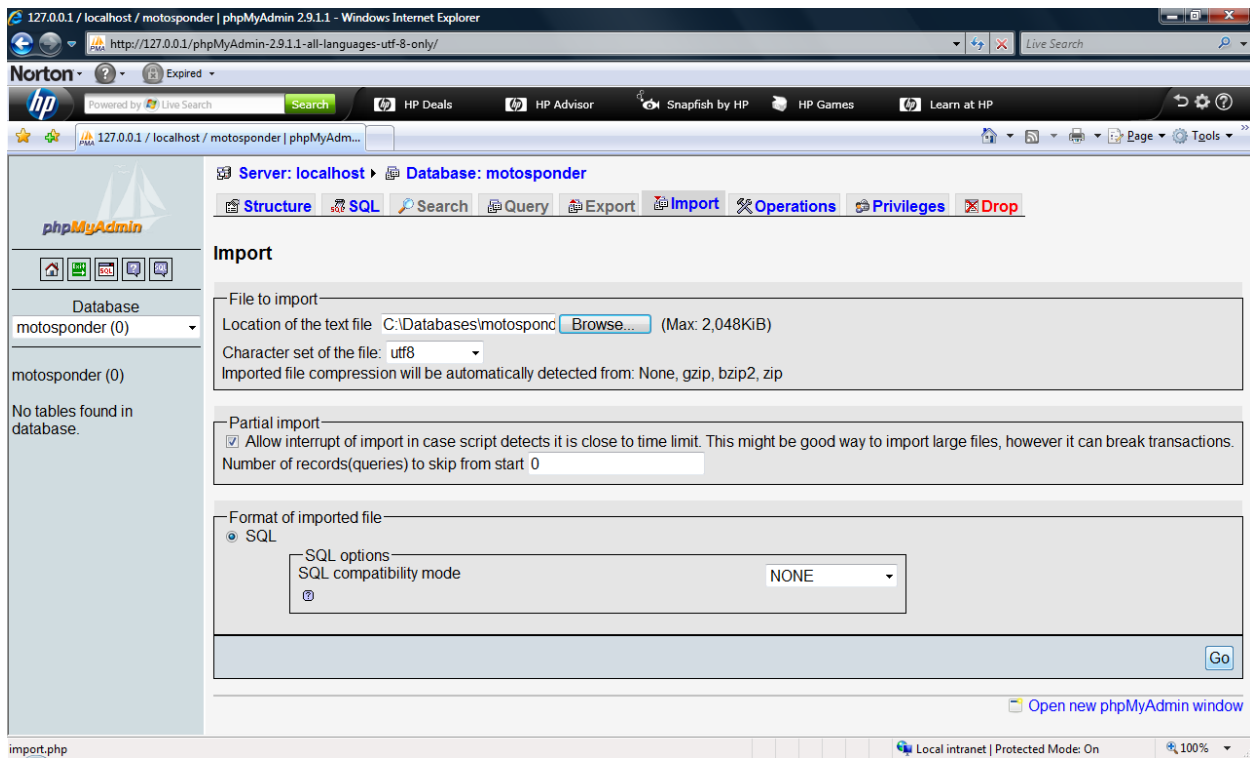 127.0.0.1 / localhost / motosponder | phpMyAdmin 2.9.1.1 - Windows Internet Explorer
http://127.0.0.1/phpMyAdmin-2.9.1.1-all-languages-utf-8-only/ Live Search
Norton Expired
Powered by Live Search Search HP Deals HP Advisor Snapfish by HP HP Games Learn at HP
127.0.0.1 / localhost / motosponder | phpMyAdm... Page Tools
Server: localhost Database: motosponder
Structure SQL Search Query Export Import Operations Privileges Drop
phpMyAdmin
Import
Database
motosponder (0)
motosponder (0)
No tables found in
database.
File to import
Location of the text file C:\Databases\motospond Browse... (Max: 2,048KiB)
Character set of the file: utf8
Imported file compression will be automatically detected from: None, gzip, bzip2, zip
Partial import
Allow interrupt of import in case script detects it is close to time limit. This might be good way to import large files, however it can break transactions.
Number of records(queries) to skip from start 0
Format of imported file
SQL
SQL options
SQL compatibility mode NONE
Go
Open new phpMyAdmin window
import.php Local intranet | Protected Mode: On 100%